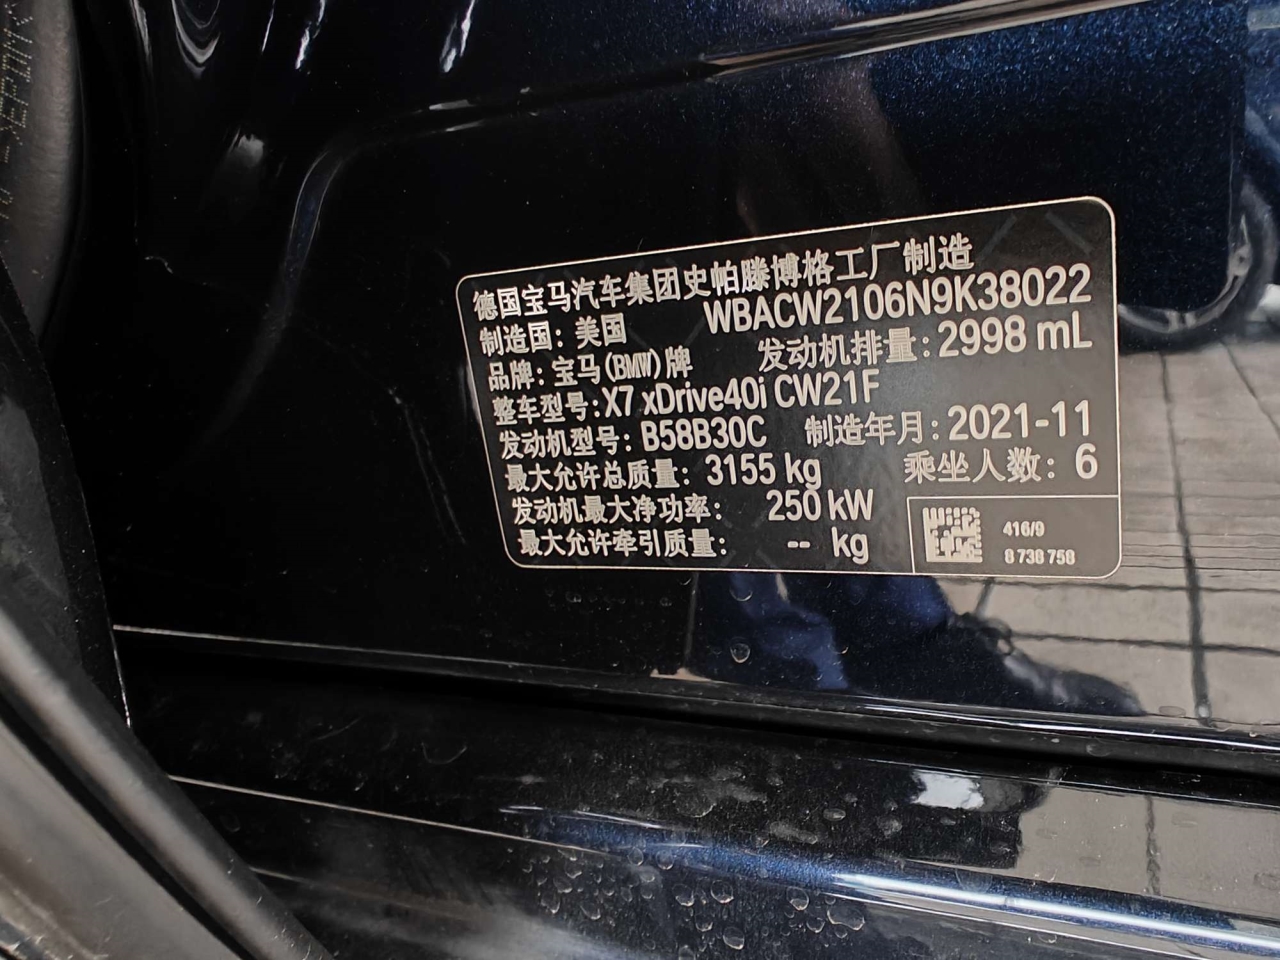 德国宝马汽车集团史帕滕博格工厂制造
制造国: 美国 WBACW2106N9K38022
品牌: 宝马(BMW)牌 发动机排量: 2998 mL
整车型号: X7 xDrive40i CW21F
发动机型号: B58B30C 制造年月: 2021-11
最大允许总质量: 3155 kg 乘坐人数: 6
发动机最大净功率: 250 kW
最大允许牵引质量: -- kg
416/9
8 738 758